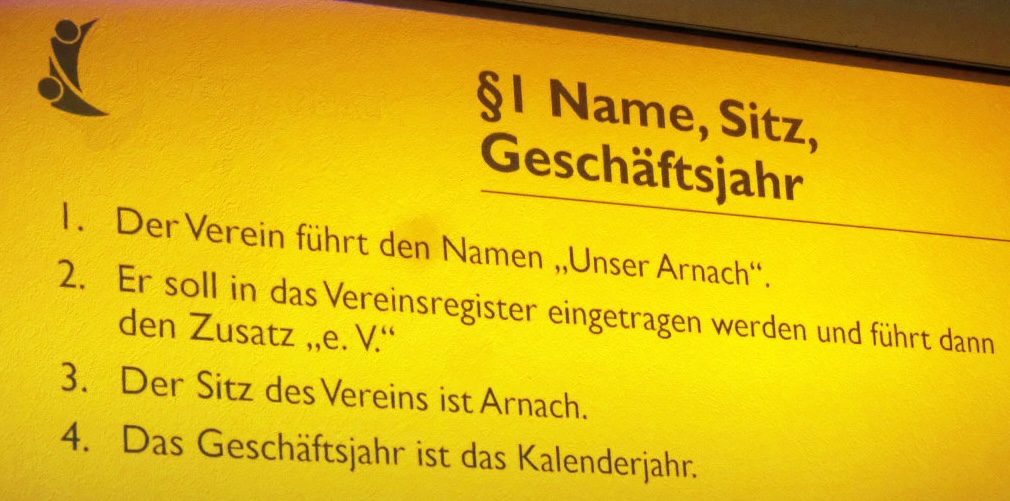 §1 Name, Sitz,
Geschäftsjahr
1. Der Verein führt den Namen „Unser Arnach“.
2. Er soll in das Vereinsregister eingetragen werden und führt dann
den Zusatz „e. V.“
3. Der Sitz des Vereins ist Arnach.
4. Das Geschäftsjahr ist das Kalenderjahr.